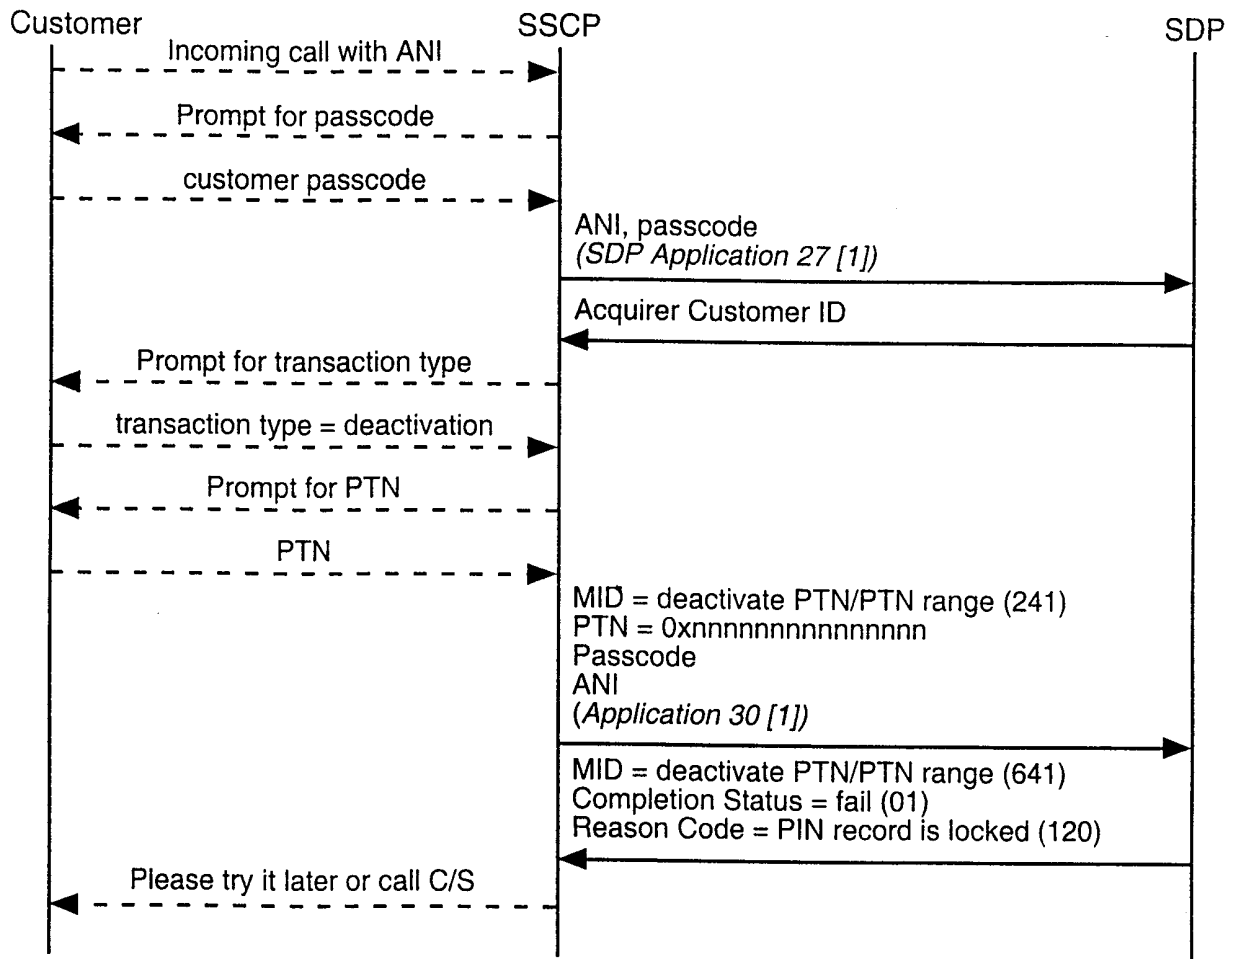 Customer
SSCP
SDP
Incoming call with ANI
Prompt for passcode
customer passcode
ANI, passcode
(SDP Application 27 [1])
Acquirer Customer ID
Prompt for transaction type
transaction type = deactivation
Prompt for PTN
PTN
MID = deactivate PTN/PTN range (241)
PTN = 0xnnnnnnnnnnnnnnnn
Passcode
ANI
(Application 30 [1])
MID = deactivate PTN/PTN range (641)
Completion Status = fail (01)
Reason Code = PIN record is locked (120)
Please try it later or call C/S